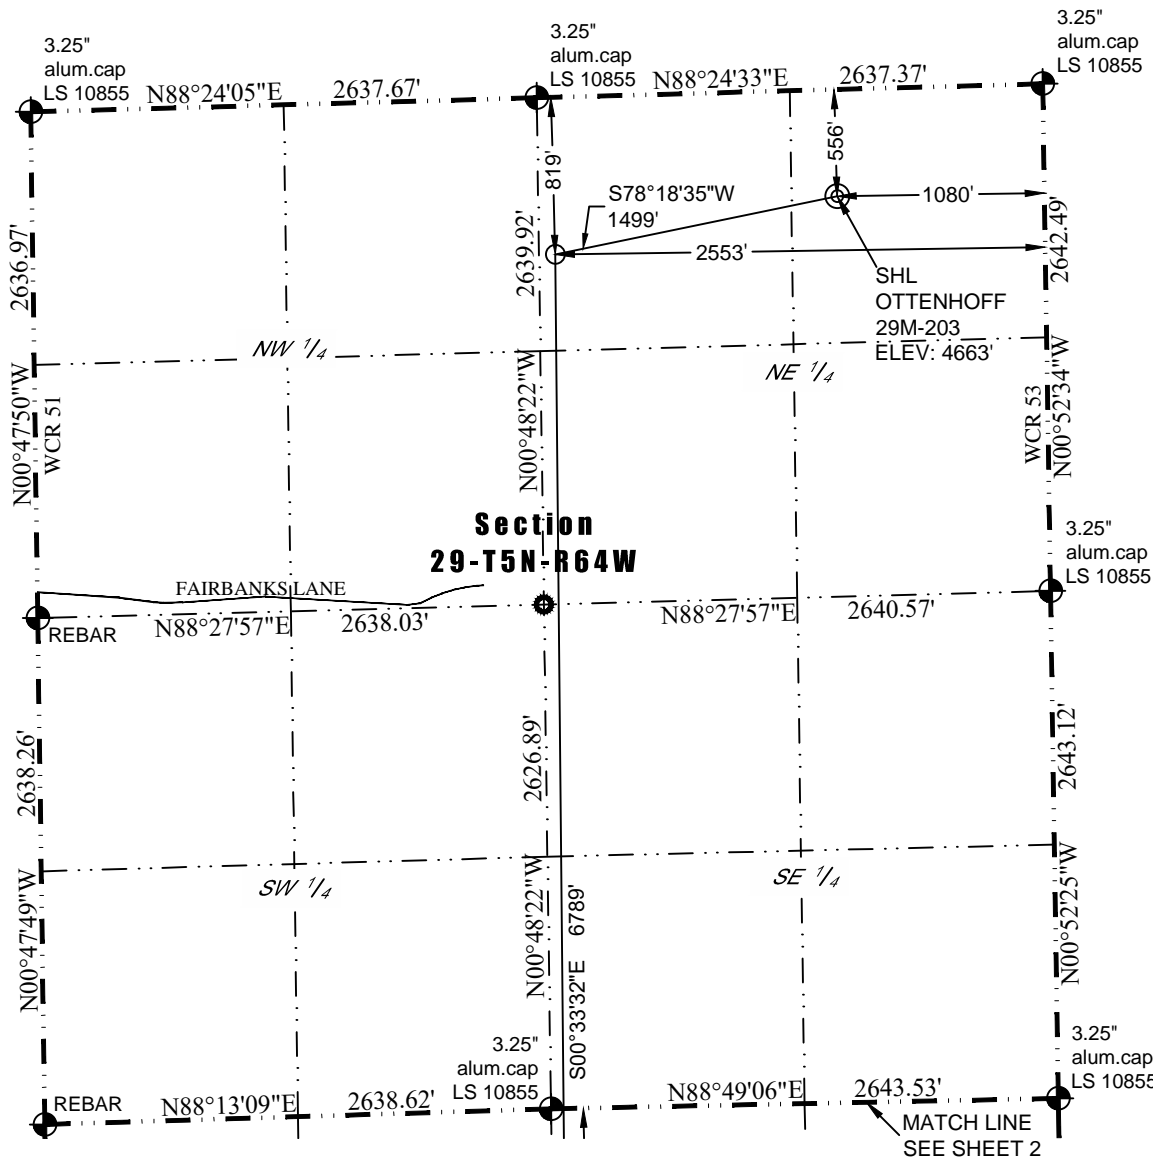 3.25"
alum.cap
LS 10855
3.25"
alum.cap
LS 10855
3.25"
alum.cap
LS 10855
N88°24'05"E
2637.67'
N88°24'33"E
2637.37'
819'
556'
S78°18'35"W
1499'
1080'
2553'
2636.97'
2639.92'
2642.49'
SHL
OTTENHOFF
29M-203
ELEV: 4663'
NW 1/4
NE 1/4
N00°47'50"W
WCR 51
N00°48'22"W
WCR 53
N00°52'34"W
Section
29-T5N-R64W
3.25"
alum.cap
LS 10855
FAIRBANKS LANE
REBAR
N88°27'57"E
2638.03'
N88°27'57"E
2640.57'
2638.26'
2626.89'
2643.12'
SW 1/4
SE 1/4
N00°47'49"W
N00°48'22"W
S00°33'32"E 6789'
N00°52'25"W
3.25"
alum.cap
LS 10855
3.25"
alum.cap
LS 10855
REBAR
N88°13'09"E
2638.62'
N88°49'06"E
2643.53'
MATCH LINE
SEE SHEET 2